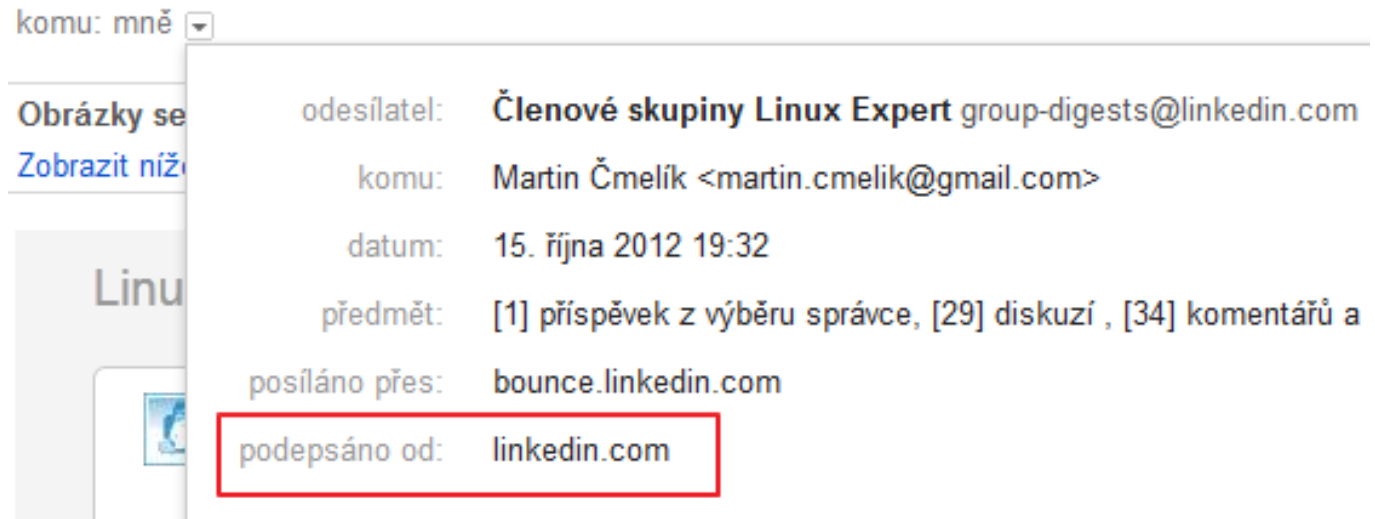 komu: mně
Obrázky se
Zobrazit níž
Linu
odesílatel: Členové skupiny Linux Expert group-digests@linkedin.com
komu: Martin Čmelík <martin.cmelik@gmail.com>
datum: 15. října 2012 19:32
předmět: [1] příspěvek z výběru správce, [29] diskuzí , [34] komentářů a
posíláno přes: bounce.linkedin.com
podepsáno od: linkedin.com